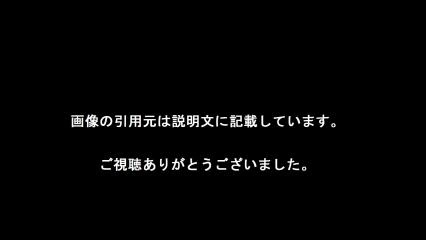 画像の引用元は説明文に記載しています。
ご視聴ありがとうございました。